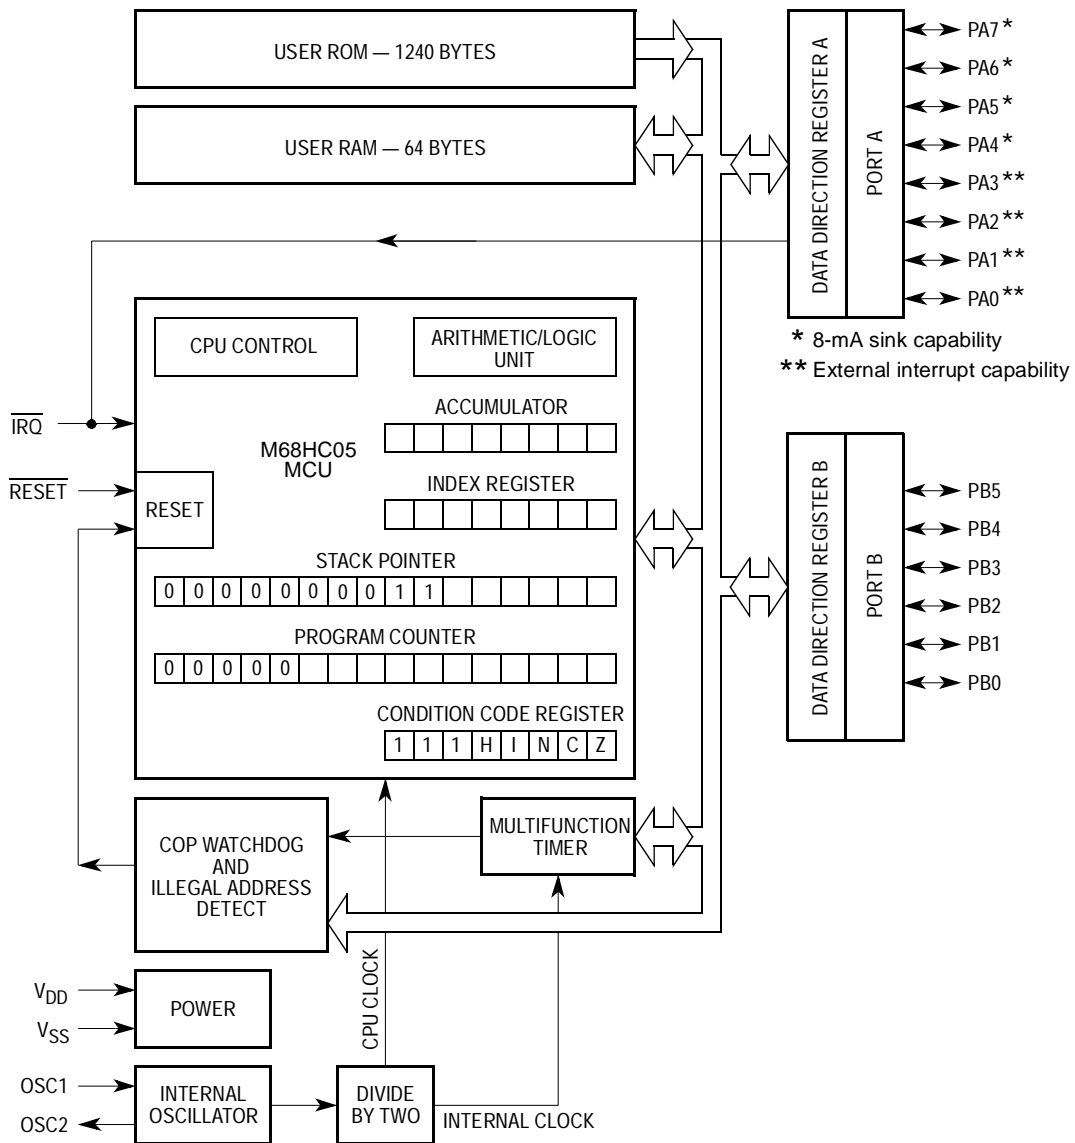 USER ROM — 1240 BYTES
USER RAM — 64 BYTES
DATA DIRECTION REGISTER A
PORT A
PA7 *
PA6 *
PA5 *
PA4 *
PA3 **
PA2 **
PA1 **
PA0 **
* 8-mA sink capability
** External interrupt capability
CPU CONTROL
ARITHMETIC/LOGIC
UNIT
ACCUMULATOR
IRQ
M68HC05
MCU
RESET
RESET
INDEX REGISTER
STACK POINTER
0 0 0 0 0 0 0 0 1 1
PROGRAM COUNTER
0 0 0 0 0
CONDITION CODE REGISTER
1 1 1 H I N C Z
DATA DIRECTION REGISTER B
PORT B
PB5
PB4
PB3
PB2
PB1
PB0
COP WATCHDOG
AND
ILLEGAL ADDRESS
DETECT
MULTIFUNCTION
TIMER
VDD
VSS
POWER
CPU CLOCK
OSC1
OSC2
INTERNAL
OSCILLATOR
DIVIDE
BY TWO
INTERNAL CLOCK